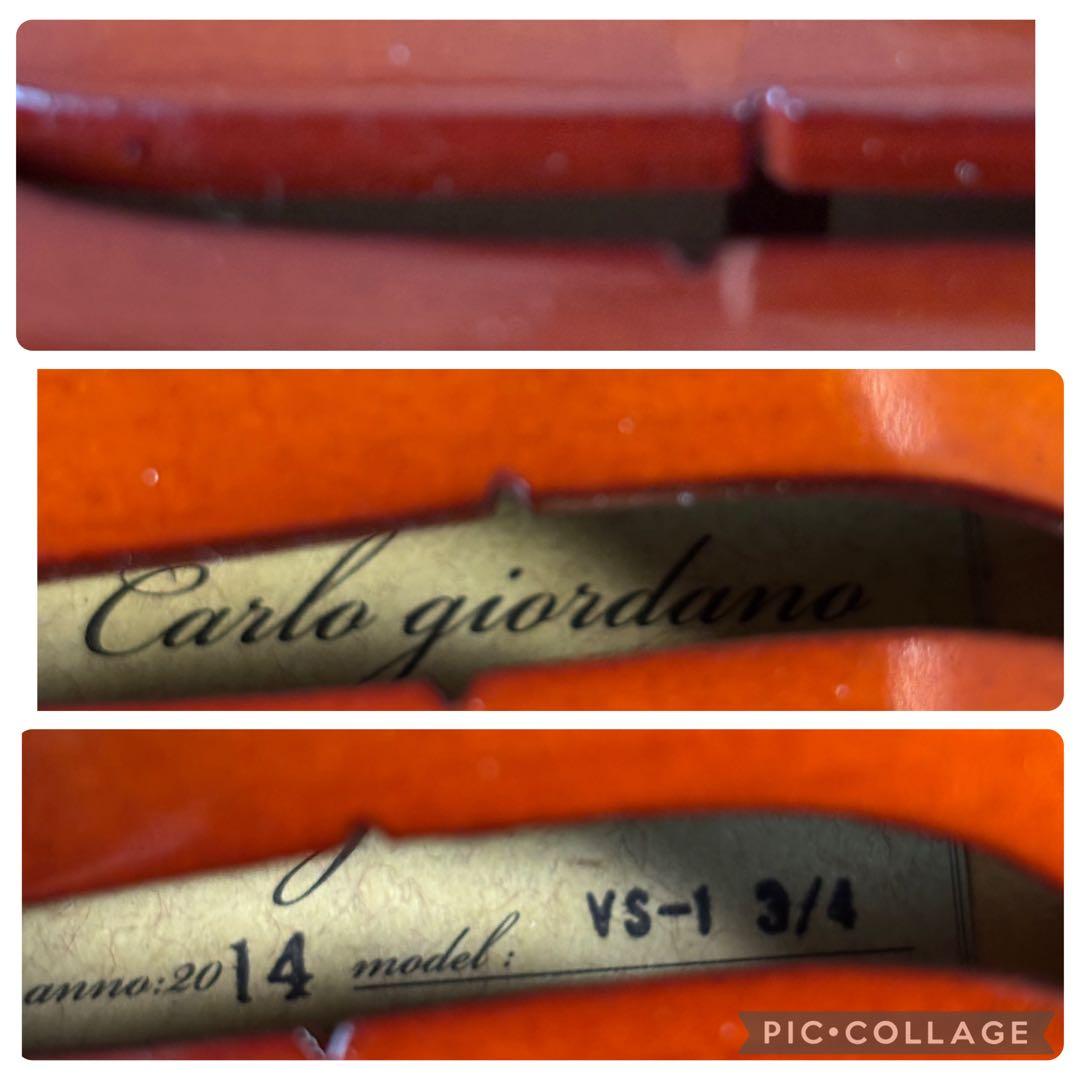 Carlo giordano
anno:2014 model: VS-1 3/4
PIC•COLLAGE